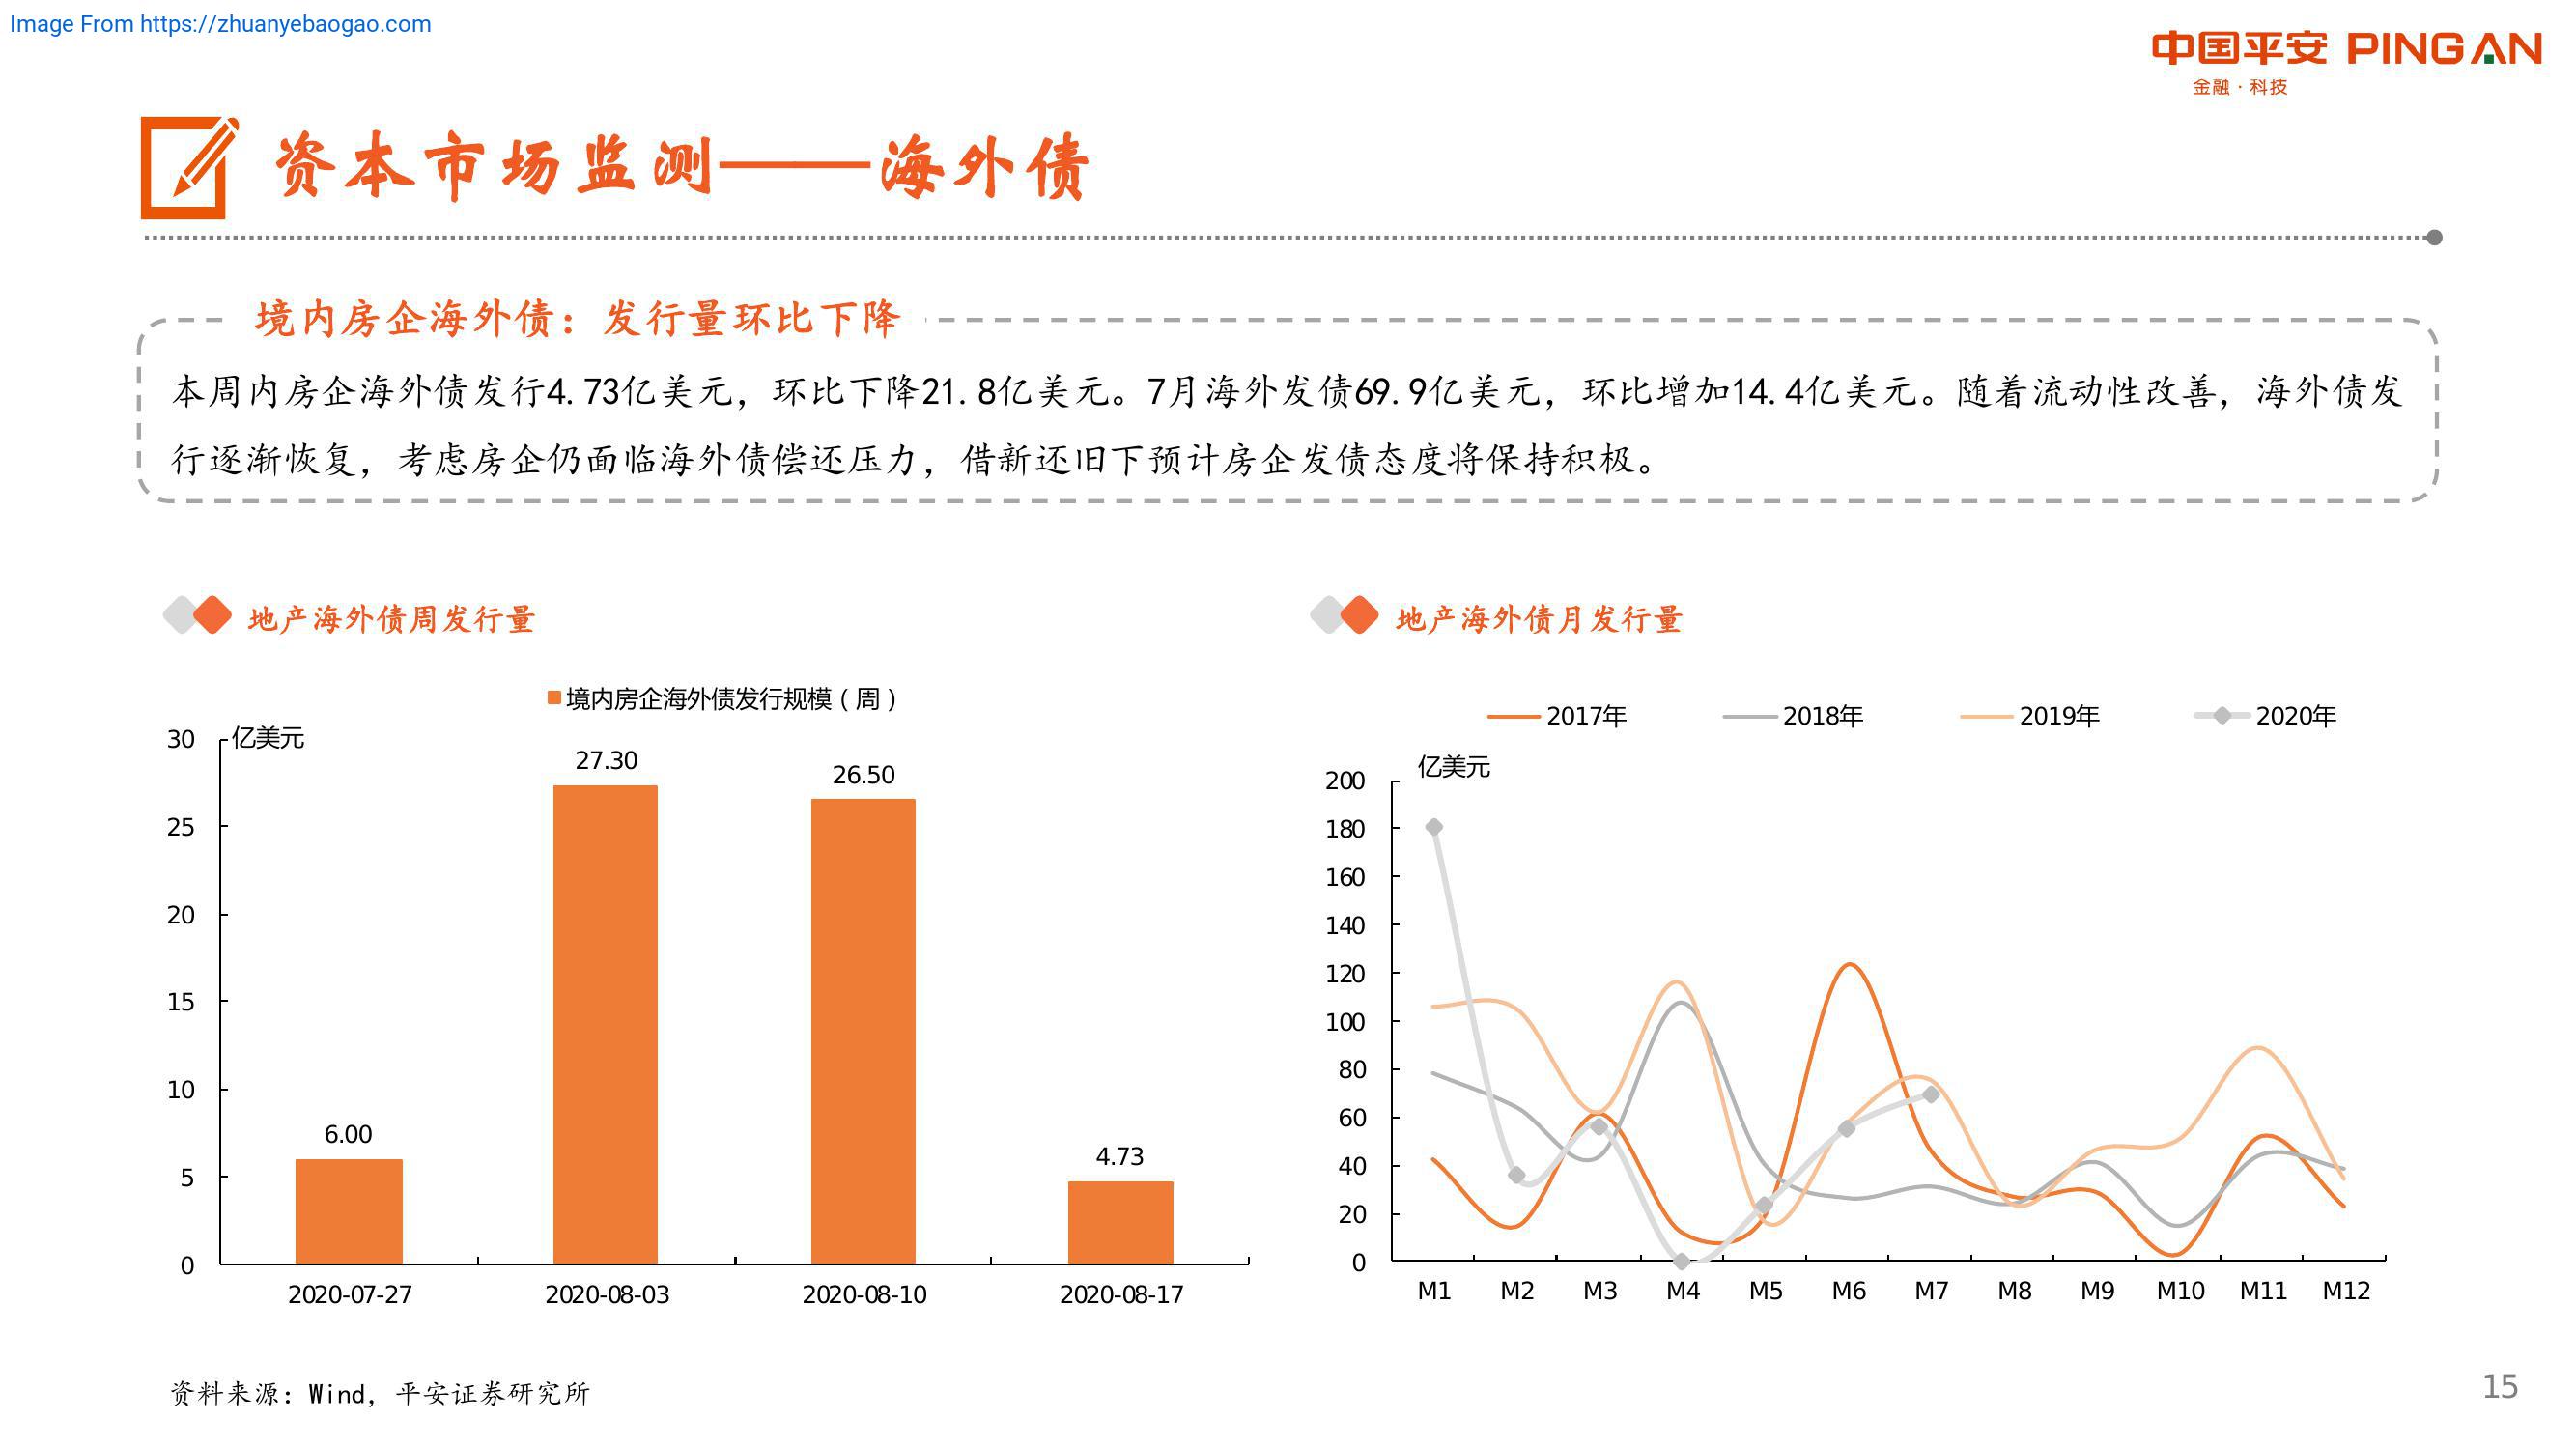 Image From https://zhuanyebaogao.com
中国平安 PINGAN
金融·科技
资本市场监测——海外债
境内房企海外债：发行量环比下降
本周内房企海外债发行4.73亿美元，环比下降21.8亿美元。7月海外发债69.9亿美元，环比增加14.4亿美元。随着流动性改善，海外债发
行逐渐恢复，考虑房企仍面临海外债偿还压力，借新还旧下预计房企发债态度将保持积极。
地产海外债周发行量
境内房企海外债发行规模（周）
亿美元
30
25
20
15
10
5
0
27.30
26.50
6.00
4.73
2020-07-27 2020-08-03 2020-08-10 2020-08-17
地产海外债月发行量
2017年 2018年 2019年 2020年
亿美元
200
180
160
140
120
100
80
60
40
20
0
M1 M2 M3 M4 M5 M6 M7 M8 M9 M10 M11 M12
资料来源：Wind，平安证券研究所
15